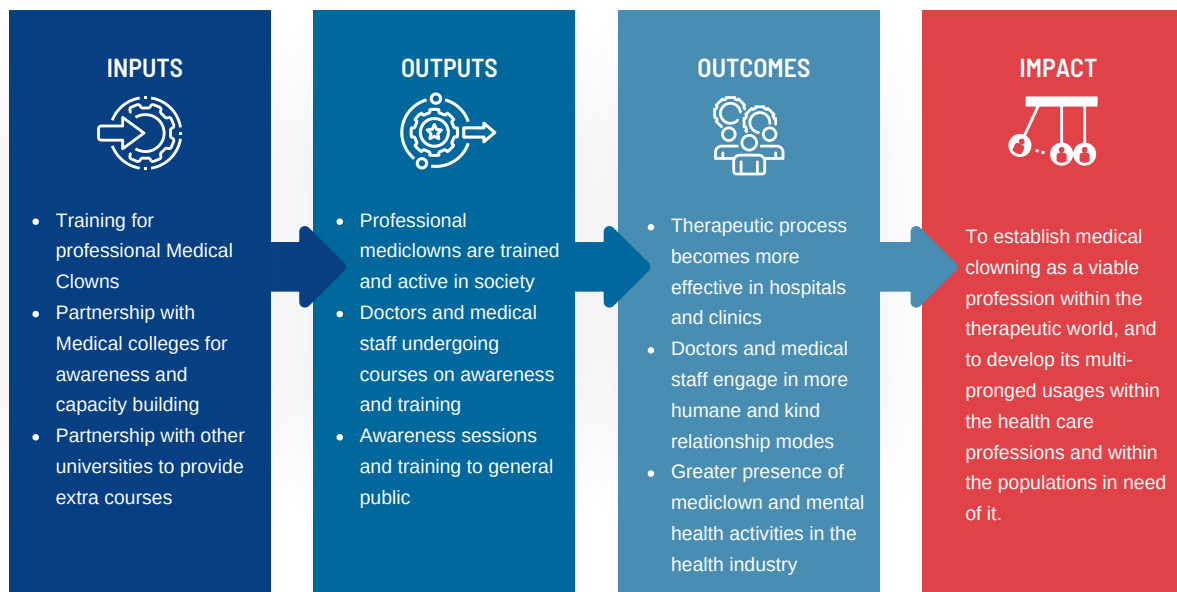 INPUTS
Training for
professional Medical
Clowns
Partnership with
Medical colleges for
awareness and
capacity building
Partnership with other
universities to provide
extra courses
OUTPUTS
Professional
mediclowns are trained
and active in society
Doctors and medical
staff undergoing
courses on awareness
and training
Awareness sessions
and training to general
public
OUTCOMES
Therapeutic process
becomes more
effective in hospitals
and clinics
Doctors and medical
staff engage in more
humane and kind
relationship modes
Greater presence of
mediclown and mental
health activities in the
health industry
IMPACT
To establish medical
clowning as a viable
profession within the
therapeutic world, and
to develop its multi-
pronged usages within
the health care
professions and within
the populations in need
of it.